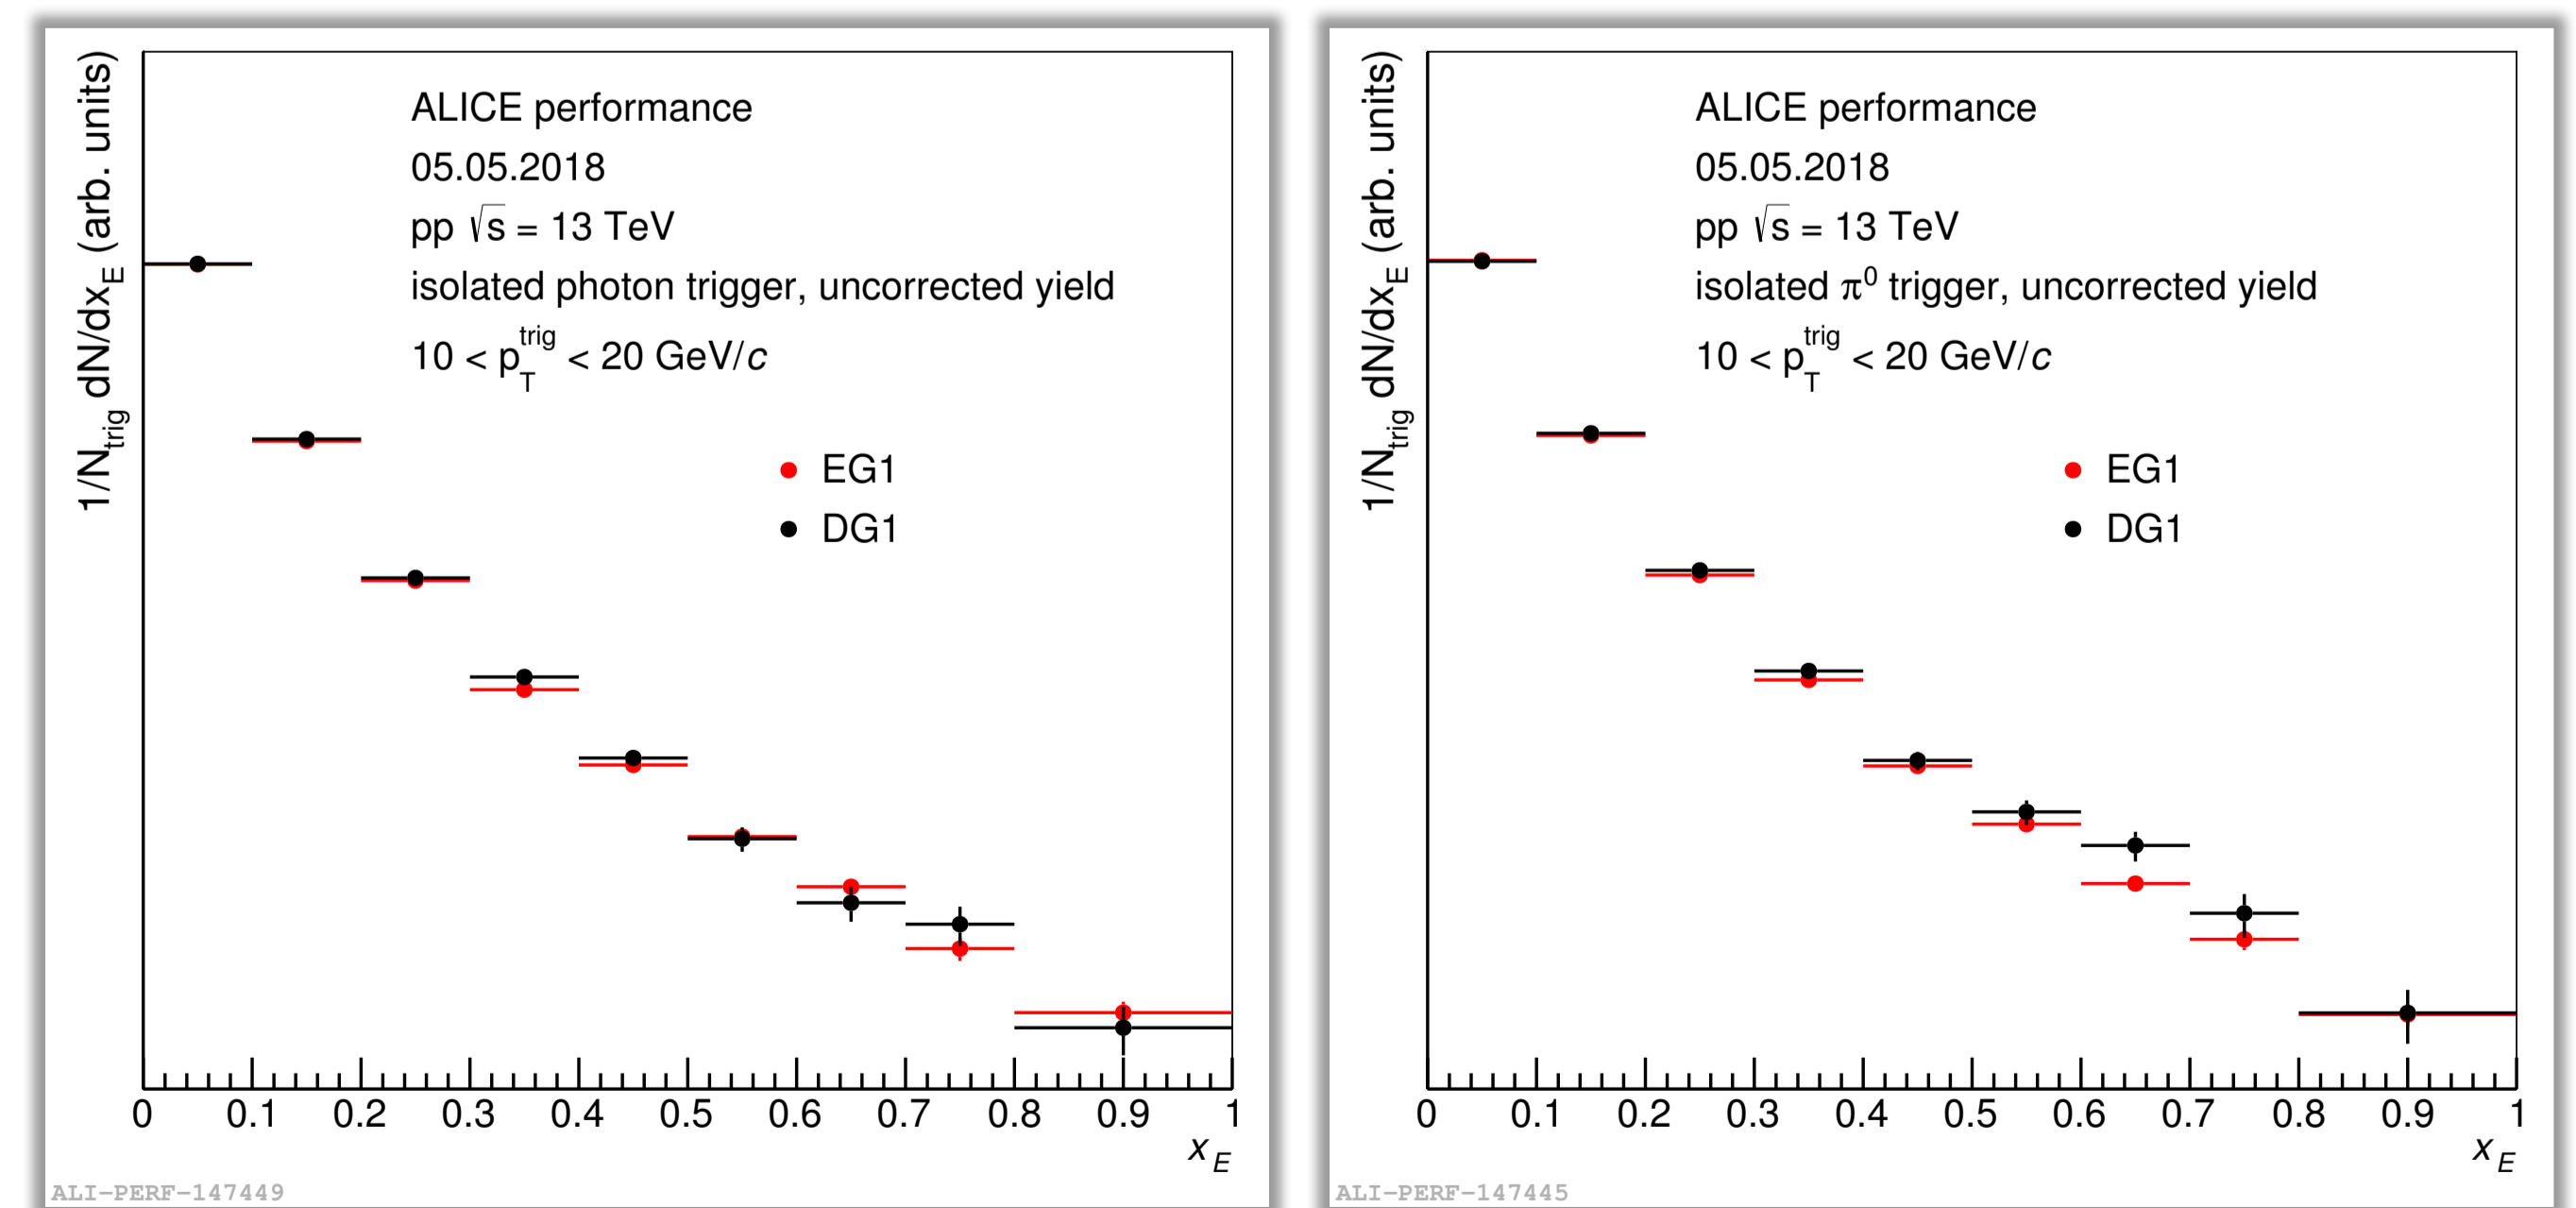 1/N_trig dN/dx_E (arb. units)
ALICE performance
05.05.2018
pp √s = 13 TeV
isolated photon trigger, uncorrected yield
10 < p_T^trig < 20 GeV/c
EG1
DG1
0 0.1 0.2 0.3 0.4 0.5 0.6 0.7 0.8 0.9 1
x_E
ALI-PERF-147449
1/N_trig dN/dx_E (arb. units)
ALICE performance
05.05.2018
pp √s = 13 TeV
isolated π⁰ trigger, uncorrected yield
10 < p_T^trig < 20 GeV/c
EG1
DG1
0 0.1 0.2 0.3 0.4 0.5 0.6 0.7 0.8 0.9 1
x_E
ALI-PERF-147445